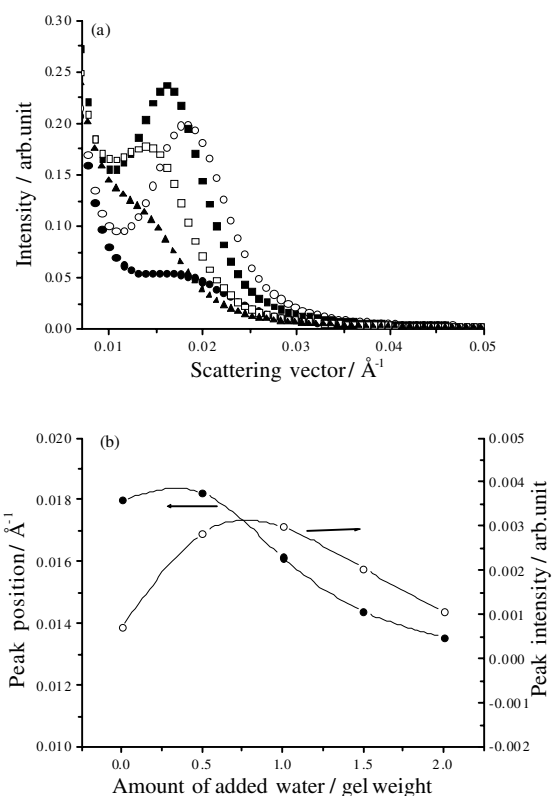 (a)
0.30
0.25
0.20
0.15
0.10
0.05
0.00
Intensity / arb.unit
0.01 0.02 0.03 0.04 0.05
Scattering vector / Å-1
(b)
0.020
0.018
0.016
0.014
0.012
0.010
Peak position/ Å-1
0.005
0.004
0.003
0.002
0.001
0.000
-0.001
-0.002
Peak intensity / arb.unit
0.0 0.5 1.0 1.5 2.0
Amount of added water / gel weight